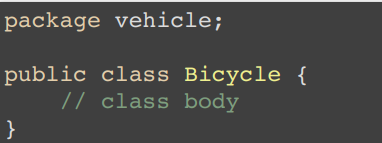 package vehicle;
public class Bicycle {
// class body
}